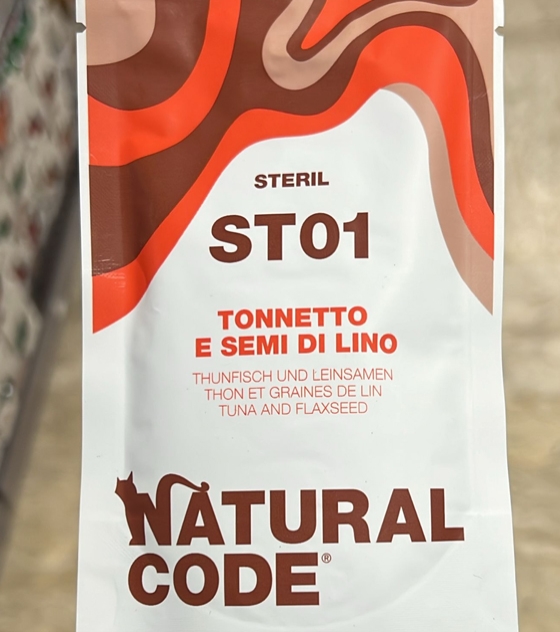 STERIL
ST01
TONNETTO
E SEMI DI LINO
THUNFISCH UND LEINSAMEN
THON ET GRAINES DE LIN
TUNA AND FLAXSEED
NATURAL
CODE®